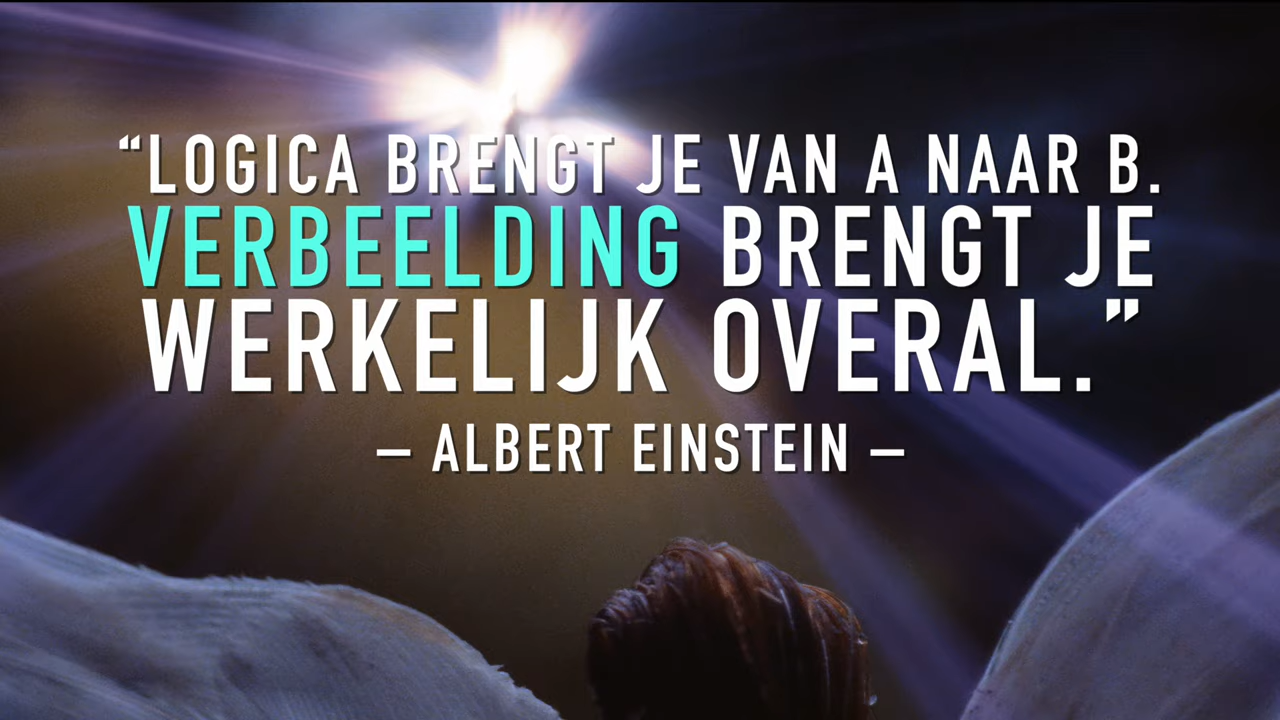 “LOGICA BRENGT JE VAN A NAAR B.
VERBEELDING BRENGT JE
WERKELIJK OVERAL.”
– ALBERT EINSTEIN –